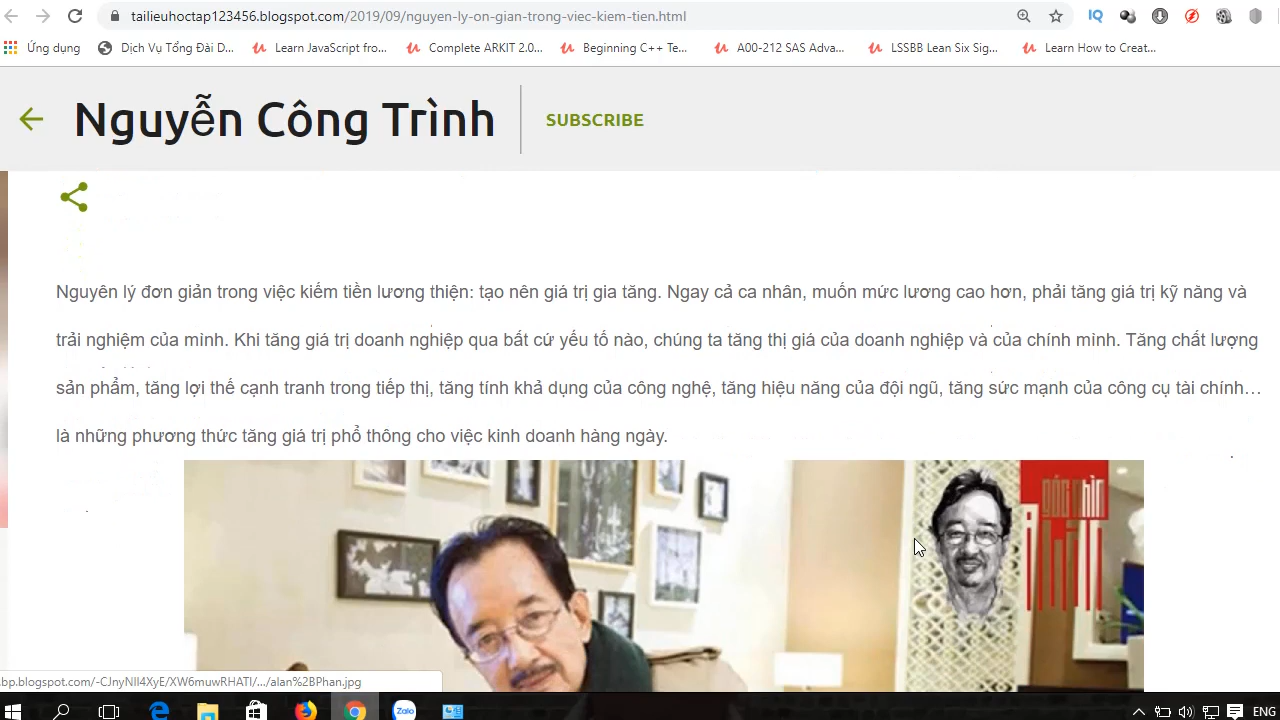 tailieuhoctap123456.blogspot.com/2019/09/nguyen-ly-on-gian-trong-viec-kiem-tien.html
IQ
Ứng dụng Dịch Vụ Tổng Đài D... Learn JavaScript fro... Complete ARKIT 2.0... Beginning C++ Te... A00-212 SAS Adva... LSSBB Lean Six Sig... Learn How to Creat...
Nguyễn Công Trình SUBSCRIBE
Nguyên lý đơn giản trong việc kiếm tiền lương thiện: tạo nên giá trị gia tăng. Ngay cả ca nhân, muốn mức lương cao hơn, phải tăng giá trị kỹ nàng và
trải nghiệm của mình. Khi tăng giá trị doanh nghiệp qua bất cứ yếu tố nào, chúng ta tăng thị giá của doanh nghiệp và của chính mình. Tăng chất lượng
sản phẩm, tăng lợi thế cạnh tranh trong tiếp thị, tăng tính khả dụng của công nghệ, tăng hiệu năng của đội ngũ, tăng sức mạnh của công cụ tài chính…
là những phương thức tăng giá trị phổ thông cho việc kinh doanh hàng ngày.
góc nhìn
bp.blogspot.com/-CJnyNIl4XyE/XW6muwRHATI/.../alan%2BPhan.jpg
Zalo
ENG